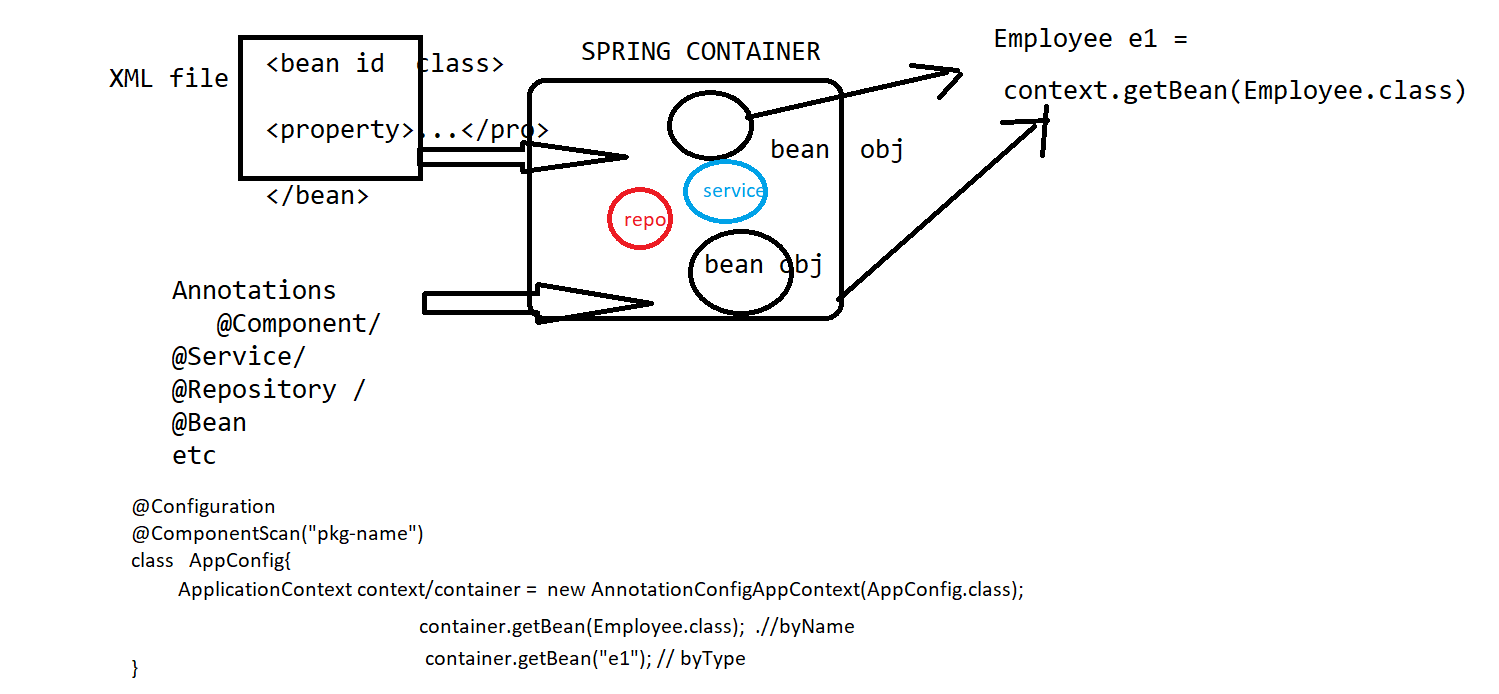 XML file
<bean id  class>
<property>...</pro>
</bean>
SPRING CONTAINER
bean  obj
service
repo
bean obj
Employee e1 =
context.getBean(Employee.class)
Annotations
@Component/
@Service/
@Repository /
@Bean
etc
@Configuration
@ComponentScan("pkg-name")
class   AppConfig{
ApplicationContext context/container =  new AnnotationConfigAppContext(AppConfig.class);
container.getBean(Employee.class);  .//byName
container.getBean("e1"); // byType
}